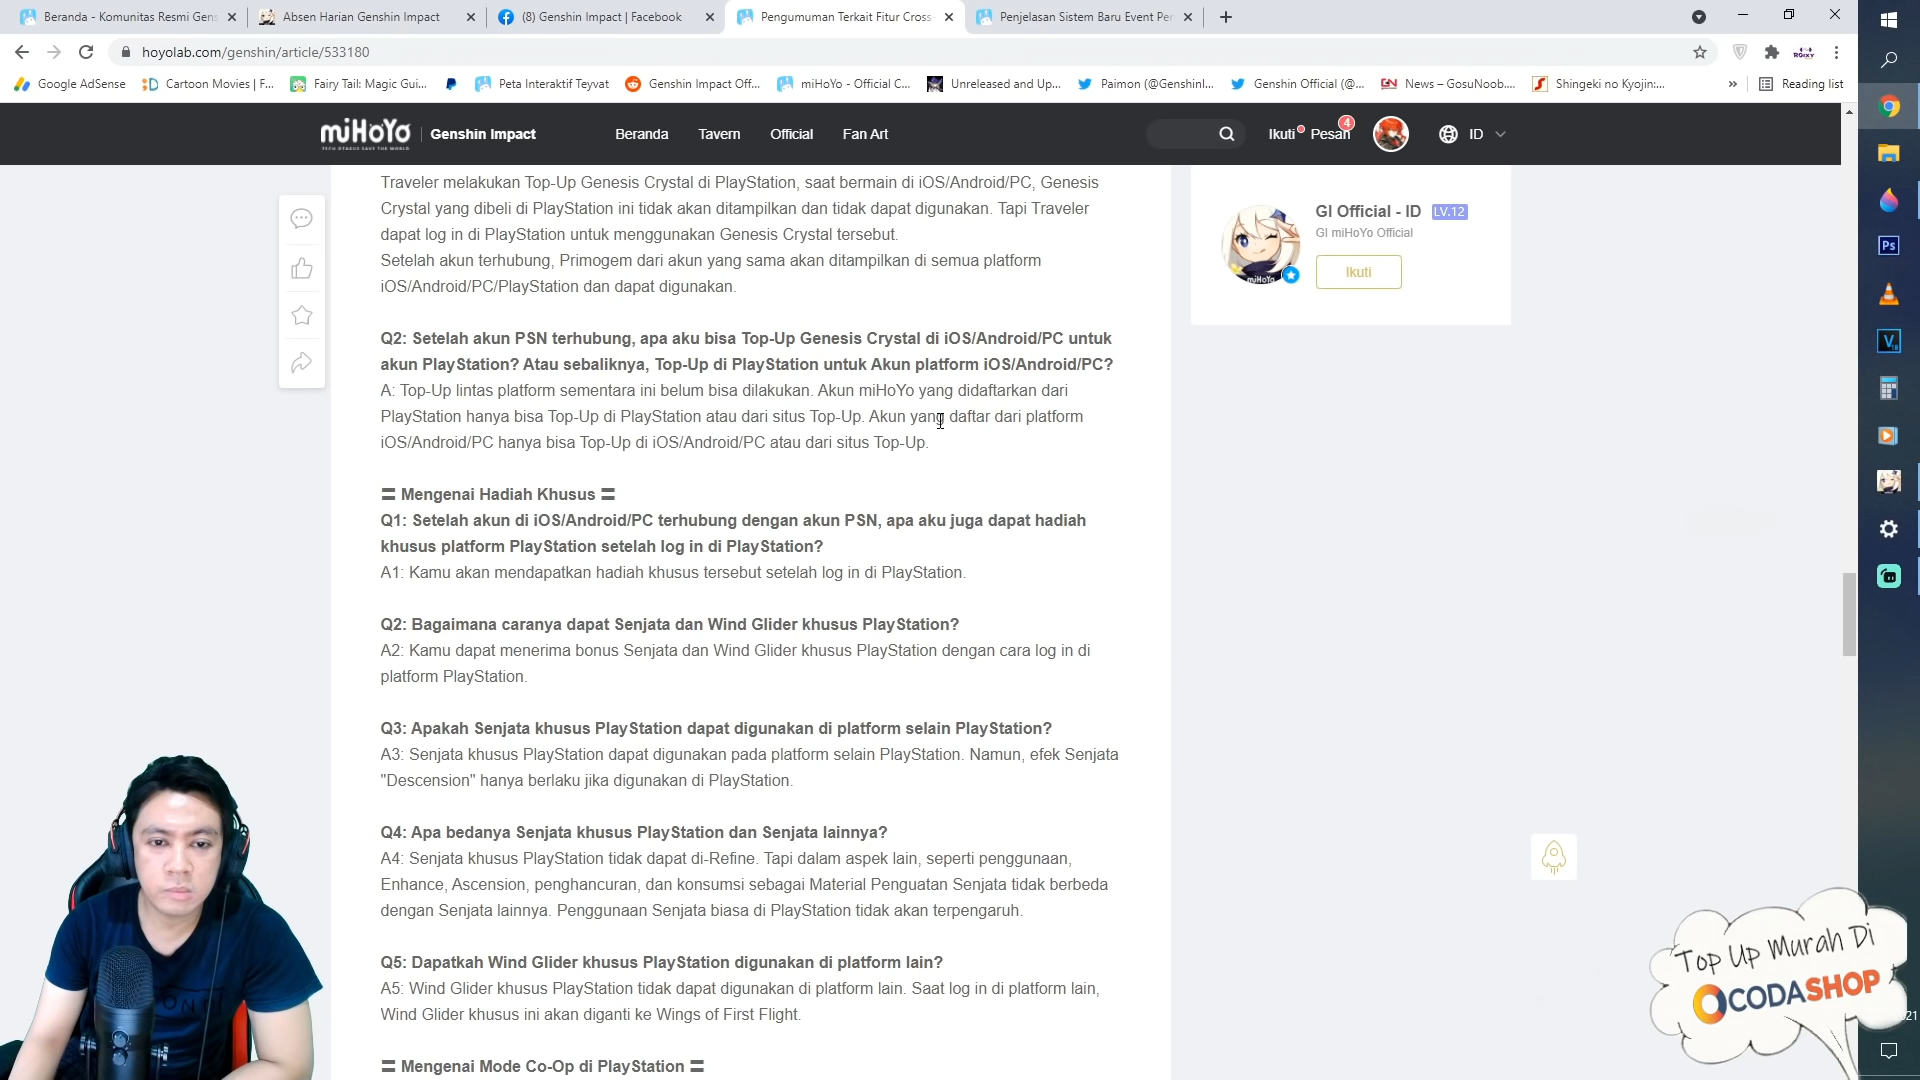 Beranda - Komunitas Resmi Gens
Absen Harian Genshin Impact
(8) Genshin Impact | Facebook
Pengumuman Terkait Fitur Cross
Penjelasan Sistem Baru Event Per
hoyolab.com/genshin/article/533180
Google AdSense
Cartoon Movies | F...
Fairy Tail: Magic Gui...
Peta Interaktif Teyvat
Genshin Impact Off...
miHoYo - Official C...
Unreleased and Up...
Paimon (@GenshinI...
Genshin Official (@...
News – GosuNoob....
Shingeki no Kyojin:...
»
Reading list
miHoYo
TECH OTAKUS SAVE THE WORLD
Genshin Impact
Beranda
Tavern
Official
Fan Art
Ikuti
Pesan
4
ID
Traveler melakukan Top-Up Genesis Crystal di PlayStation, saat bermain di iOS/Android/PC, Genesis
Crystal yang dibeli di PlayStation ini tidak akan ditampilkan dan tidak dapat digunakan. Tapi Traveler
dapat log in di PlayStation untuk menggunakan Genesis Crystal tersebut.
Setelah akun terhubung, Primogem dari akun yang sama akan ditampilkan di semua platform
iOS/Android/PC/PlayStation dan dapat digunakan.
Q2: Setelah akun PSN terhubung, apa aku bisa Top-Up Genesis Crystal di iOS/Android/PC untuk
akun PlayStation? Atau sebaliknya, Top-Up di PlayStation untuk Akun platform iOS/Android/PC?
A: Top-Up lintas platform sementara ini belum bisa dilakukan. Akun miHoYo yang didaftarkan dari
PlayStation hanya bisa Top-Up di PlayStation atau dari situs Top-Up. Akun yang daftar dari platform
iOS/Android/PC hanya bisa Top-Up di iOS/Android/PC atau dari situs Top-Up.
〓 Mengenai Hadiah Khusus 〓
Q1: Setelah akun di iOS/Android/PC terhubung dengan akun PSN, apa aku juga dapat hadiah
khusus platform PlayStation setelah log in di PlayStation?
A1: Kamu akan mendapatkan hadiah khusus tersebut setelah log in di PlayStation.
Q2: Bagaimana caranya dapat Senjata dan Wind Glider khusus PlayStation?
A2: Kamu dapat menerima bonus Senjata dan Wind Glider khusus PlayStation dengan cara log in di
platform PlayStation.
Q3: Apakah Senjata khusus PlayStation dapat digunakan di platform selain PlayStation?
A3: Senjata khusus PlayStation dapat digunakan pada platform selain PlayStation. Namun, efek Senjata
"Descension" hanya berlaku jika digunakan di PlayStation.
Q4: Apa bedanya Senjata khusus PlayStation dan Senjata lainnya?
A4: Senjata khusus PlayStation tidak dapat di-Refine. Tapi dalam aspek lain, seperti penggunaan,
Enhance, Ascension, penghancuran, dan konsumsi sebagai Material Penguatan Senjata tidak berbeda
dengan Senjata lainnya. Penggunaan Senjata biasa di PlayStation tidak akan terpengaruh.
Q5: Dapatkah Wind Glider khusus PlayStation digunakan di platform lain?
A5: Wind Glider khusus PlayStation tidak dapat digunakan di platform lain. Saat log in di platform lain,
Wind Glider khusus ini akan diganti ke Wings of First Flight.
〓 Mengenai Mode Co-Op di PlayStation 〓
GI Official - ID
LV.12
GI miHoYo Official
miHoYo
Ikuti
Ps
Top Up Murah Di
CODASHOP
21